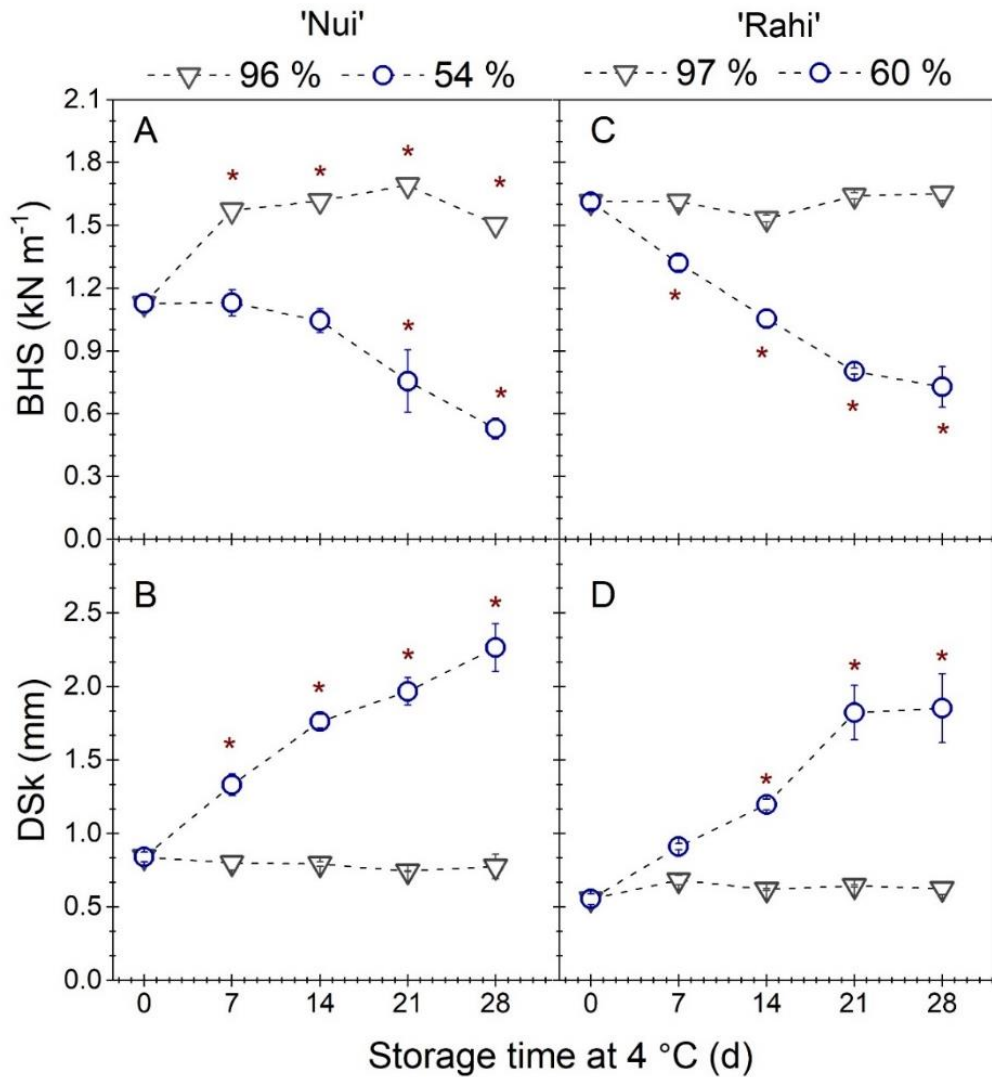 'Nui' 'Rahi'
96 % 54 % 97 % 60 %
2.1
1.8
1.5
1.2
0.9
0.6
0.3
0.0
BHS (kN m⁻¹)
A
* * * *
* *
C
* * * *
2.5
2.0
1.5
1.0
0.5
0.0
DSk (mm)
B
* * * *
D
* * *
0 7 14 21 28 0 7 14 21 28
Storage time at 4 °C (d)